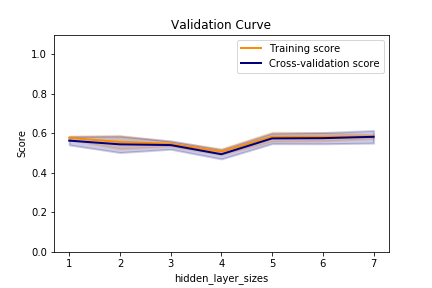 Validation Curve
Training score
Cross-validation score
Score
1.0
0.8
0.6
0.4
0.2
0.0
1 2 3 4 5 6 7
hidden_layer_sizes